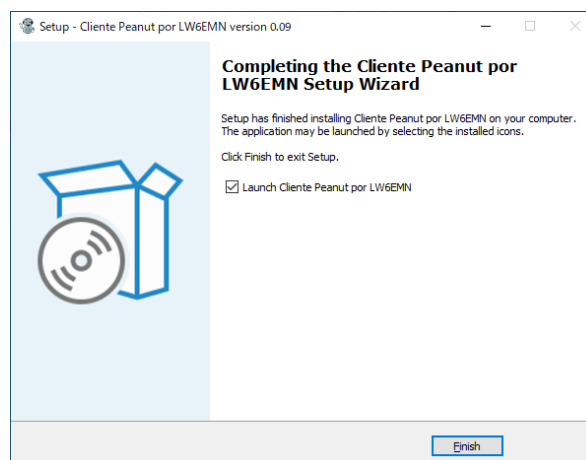 Setup - Cliente Peanut por LW6EMN version 0.09
Completing the Cliente Peanut por
LW6EMN Setup Wizard
Setup has finished installing Cliente Peanut por LW6EMN on your computer.
The application may be launched by selecting the installed icons.
Click Finish to exit Setup.
Launch Cliente Peanut por LW6EMN
Finish